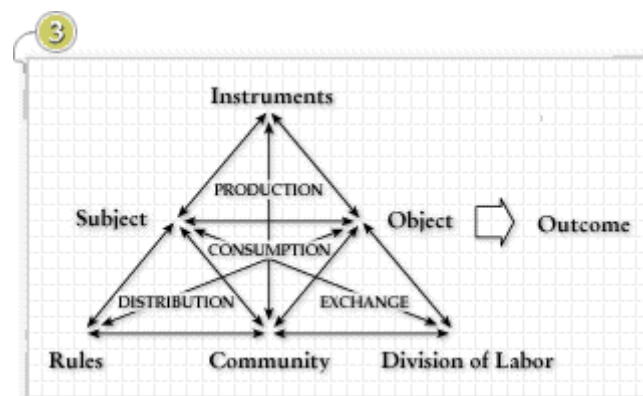 3
Instruments
PRODUCTION
Subject
Object
Outcome
CONSUMPTION
DISTRIBUTION
EXCHANGE
Rules
Community
Division of Labor